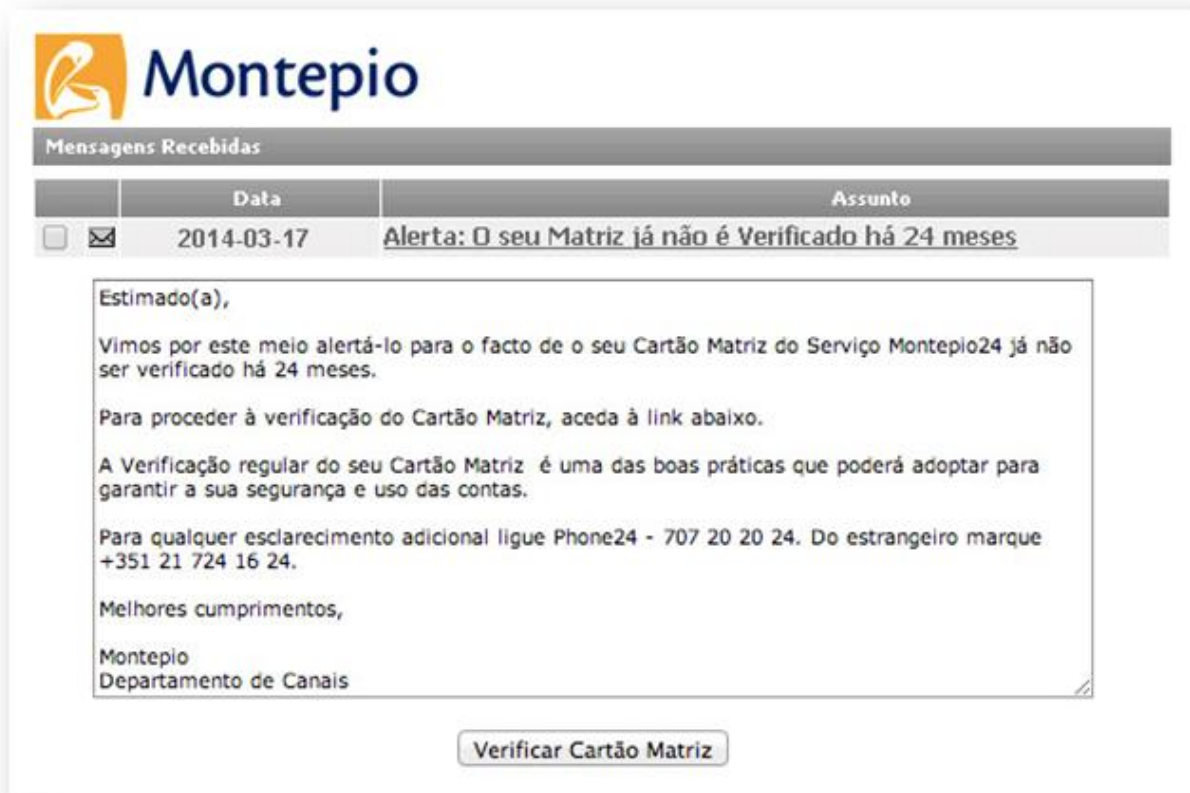 Montepio
Mensagens Recebidas
Data Assunto
2014-03-17 Alerta: O seu Matriz já não é Verificado há 24 meses
Estimado(a),
Vimos por este meio alertá-lo para o facto de o seu Cartão Matriz do Serviço Montepio24 já não
ser verificado há 24 meses.
Para proceder à verificação do Cartão Matriz, aceda à link abaixo.
A Verificação regular do seu Cartão Matriz é uma das boas práticas que poderá adoptar para
garantir a sua segurança e uso das contas.
Para qualquer esclarecimento adicional ligue Phone24 - 707 20 20 24. Do estrangeiro marque
+351 21 724 16 24.
Melhores cumprimentos,
Montepio
Departamento de Canais
Verificar Cartão Matriz